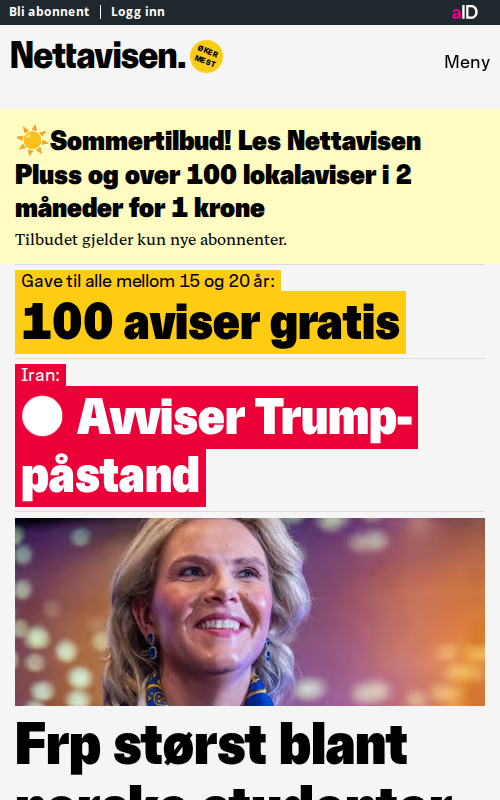 Bli abonnent | Logg inn
aID
Nettavisen.
ØKER
MEST
Meny
☀️Sommertilbud! Les Nettavisen
Pluss og over 100 lokalaviser i 2
måneder for 1 krone
Tilbudet gjelder kun nye abonnenter.
Gave til alle mellom 15 og 20 år:
100 aviser gratis
Iran:
Avviser Trump-
påstand
Frp størst blant
norske studenter